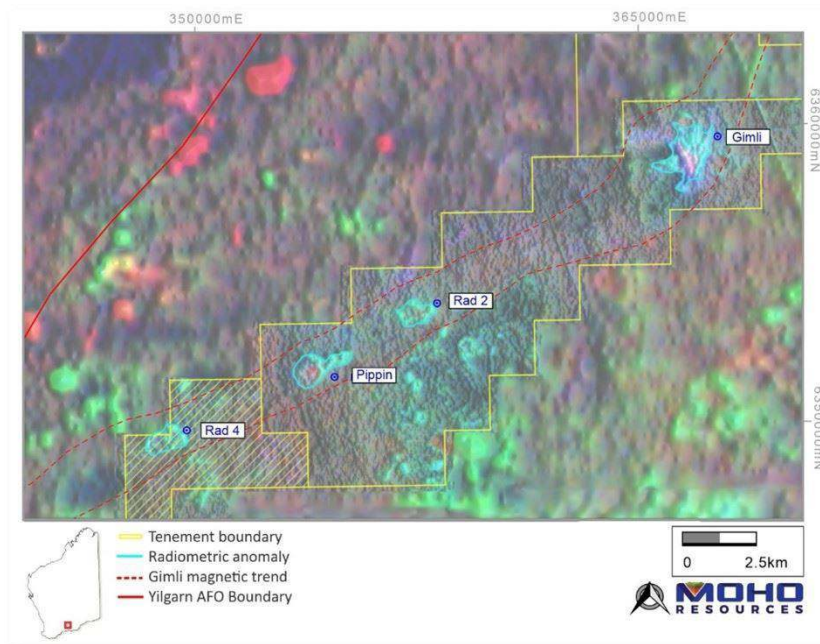 350000mE
365000mE
6360000mN
Gimli
Rad 2
Pippin
Rad 4
6350000mN
Tenement boundary
Radiometric anomaly
Gimli magnetic trend
Yilgarn AFO Boundary
0 2.5km
MOHO
RESOURCES